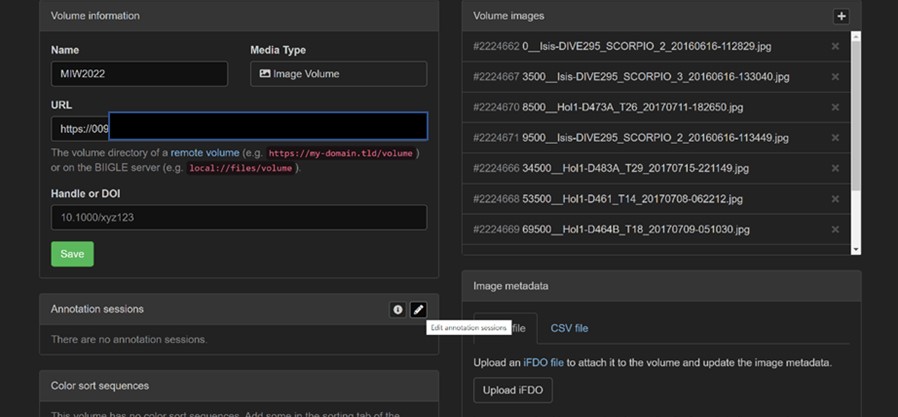 Volume information
Name
Media Type
MIW2022
Image Volume
URL
https://009
The volume directory of a remote volume (e.g. https://my-domain.tld/volume )
or on the BIIGLE server (e.g. local://files/volume ).
Handle or DOI
10.1000/xyz123
Save
Annotation sessions
Edit annotation sessions
There are no annotation sessions.
Color sort sequences
This volume has no color sort sequences. Add some in the sorting tab of the
Volume images
#2224662 0__Isis-DIVE295_SCORPIO_2_20160616-112829.jpg
#2224667 3500__Isis-DIVE295_SCORPIO_3_20160616-133040.jpg
#2224670 8500__Hol1-D473A_T26_20170711-182650.jpg
#2224671 9500__Isis-DIVE295_SCORPIO_2_20160616-113449.jpg
#2224666 34500__Hol1-D483A_T29_20170715-221149.jpg
#2224668 53500__Hol1-D461_T14_20170708-062212.jpg
#2224669 69500__Hol1-D464B_T18_20170709-051030.jpg
Image metadata
file
CSV file
Upload an iFDO file to attach it to the volume and update the image metadata.
Upload iFDO